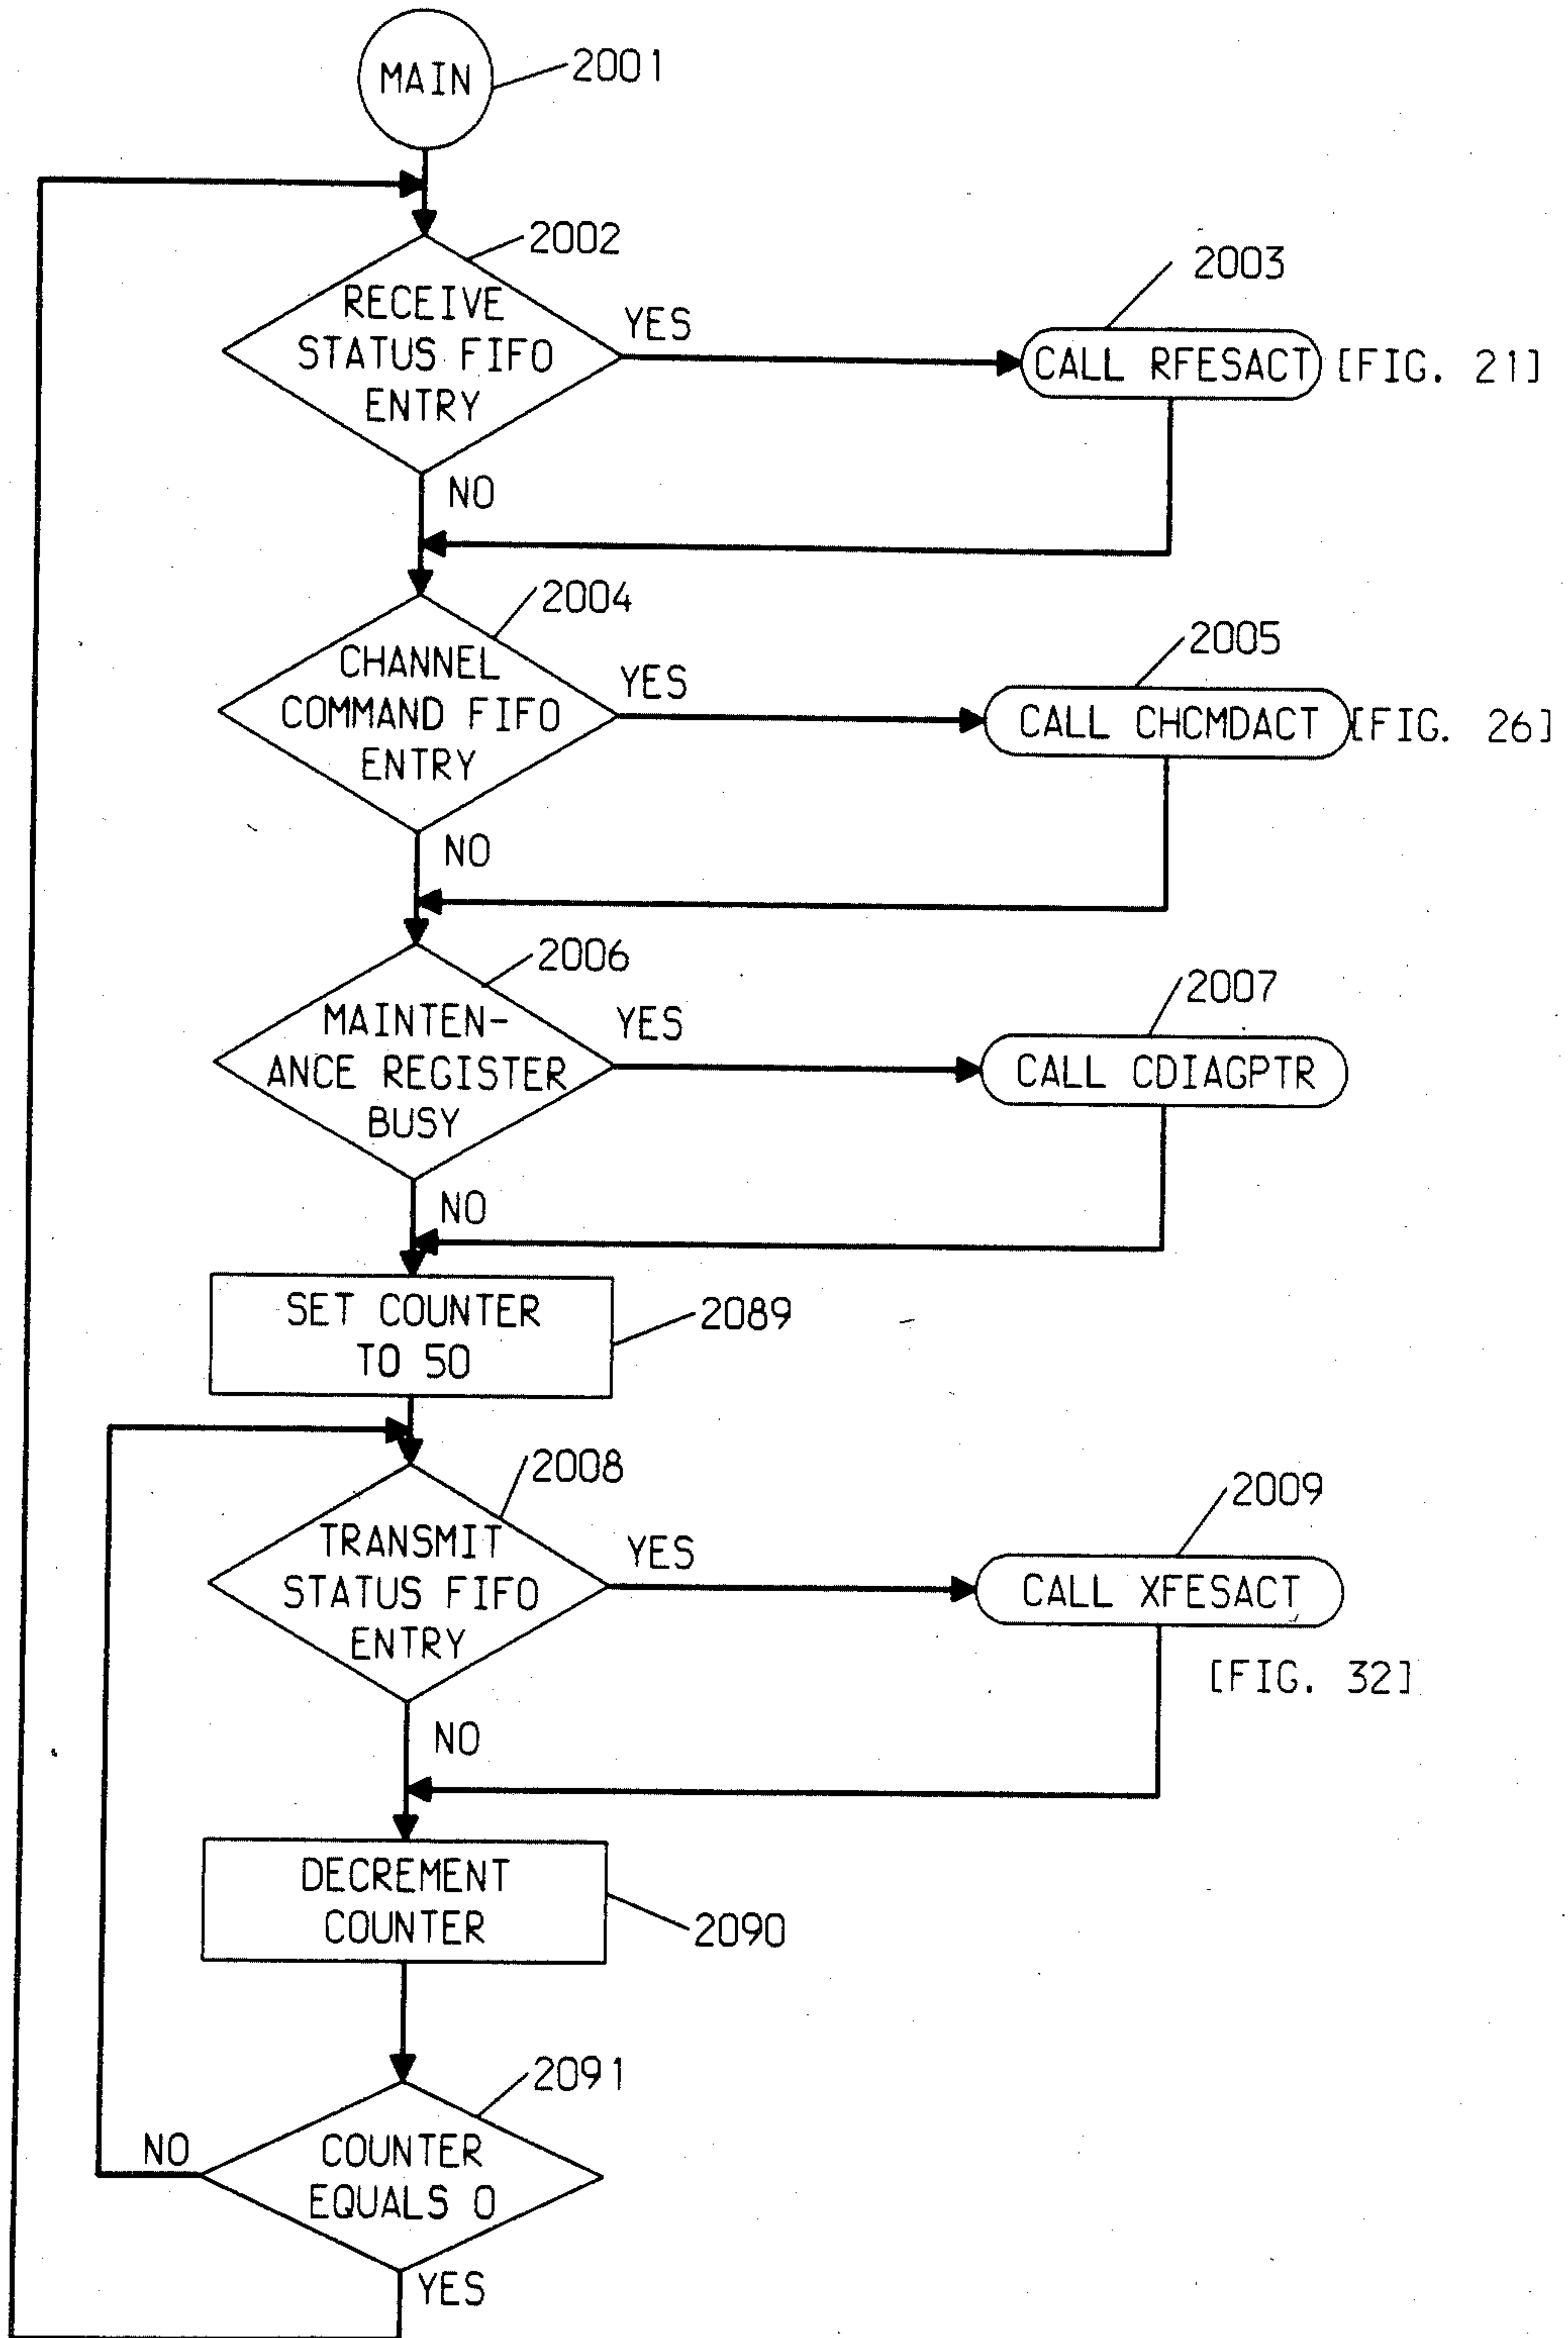 MAIN
2001
2002
RECEIVE
STATUS FIFO
ENTRY
YES
2003
CALL RFESACT [FIG. 21]
NO
2004
CHANNEL
COMMAND FIFO
ENTRY
YES
2005
CALL CHCMDACT [FIG. 26]
NO
2006
MAINTEN-
ANCE REGISTER
BUSY
YES
2007
CALL CDIAGPTR
NO
SET COUNTER
TO 50
2089
2008
TRANSMIT
STATUS FIFO
ENTRY
YES
2009
CALL XFESACT
[FIG. 32]
NO
DECREMENT
COUNTER
2090
2091
COUNTER
EQUALS 0
NO
YES